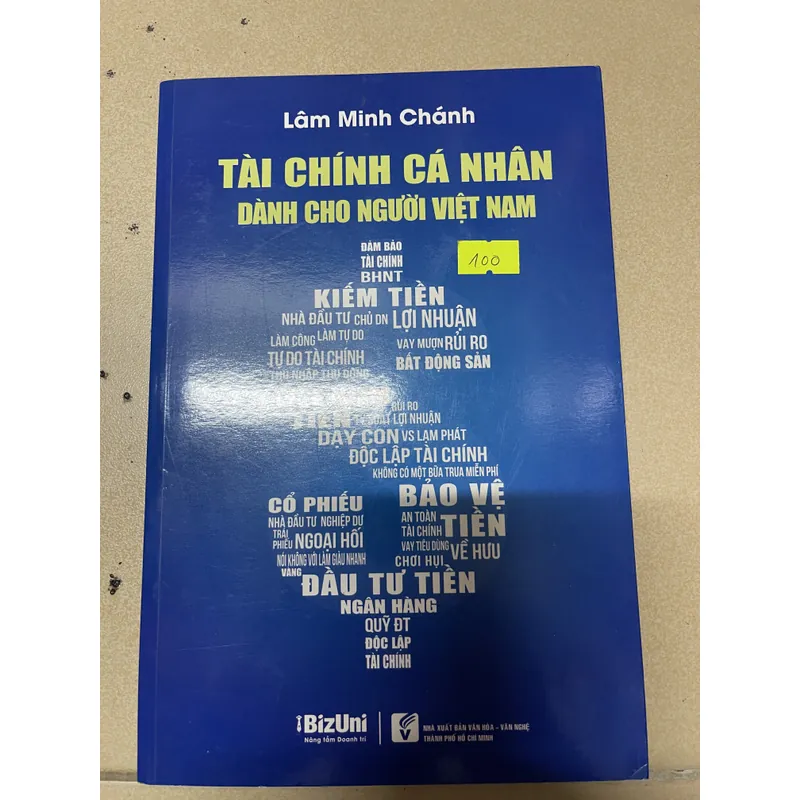 Lâm Minh Chánh
TÀI CHÍNH CÁ NHÂN
DÀNH CHO NGƯỜI VIỆT NAM
100
ĐẢM BẢO
TÀI CHÍNH
BHNT
KIẾM TIỀN
NHÀ ĐẦU TƯ CHỦ DN LỢI NHUẬN
LÀM CÔNG LÀM TỰ DO VAY MƯỢN RỦI RO
TỰ DO TÀI CHÍNH BẤT ĐỘNG SẢN
THU NHẬP THỤ ĐỘNG
RỦI RO
TIỀN LỢI NHUẬN
DẠY CON VS LẠM PHÁT
ĐỘC LẬP TÀI CHÍNH
KHÔNG CÓ MỘT BỮA TRƯA MIỄN PHÍ
CỔ PHIẾU BẢO VỆ
NHÀ ĐẦU TƯ NGHIỆP DƯ AN TOÀN TÀI CHÍNH TIỀN
TRÁI PHIẾU NGOẠI HỐI VAY TIÊU DÙNG VỀ HƯU
NÓI KHÔNG VỚI LÀM GIÀU NHANH CHƠI HỤI
VÀNG ĐẦU TƯ TIỀN
NGÂN HÀNG
QUỸ ĐT
ĐỘC LẬP
TÀI CHÍNH
BizUni
Nâng tầm Doanh trí
NHÀ XUẤT BẢN VĂN HÓA - VĂN NGHỆ
THÀNH PHỐ HỒ CHÍ MINH